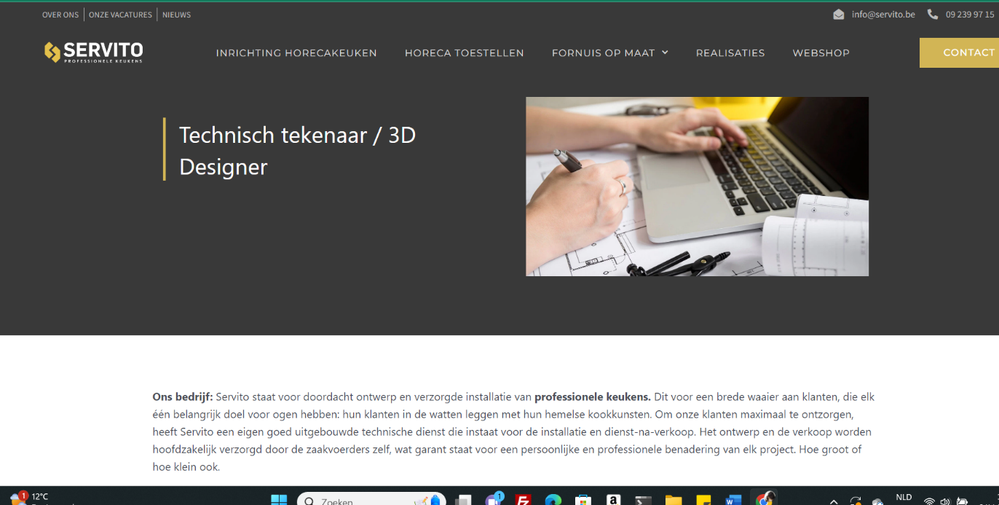 OVER ONS
ONZE VACATURES
NIEUWS
info@servito.be
09 239 97 15
SERVITO
PROFESSIONELE KEUKENS
INRICHTING HORECAKEUKEN
HORECA TOESTELLEN
FORNUIS OP MAAT
REALISATIES
WEBSHOP
CONTACT
Technisch tekenaar / 3D
Designer
Ons bedrijf: Servito staat voor doordacht ontwerp en verzorgde installatie van professionele keukens. Dit voor een brede waaier aan klanten, die elk
één belangrijk doel voor ogen hebben: hun klanten in de watten leggen met hun hemelse kookkunsten. Om onze klanten maximaal te ontzorgen,
heeft Servito een eigen goed uitgebouwde technische dienst die instaat voor de installatie en dienst-na-verkoop. Het ontwerp en de verkoop worden
hoofdzakelijk verzorgd door de zaakvoerders zelf, wat garant staat voor een persoonlijke en professionele benadering van elk project. Hoe groot of
hoe klein ook.
1
12°C
Zoeken
1
NLD